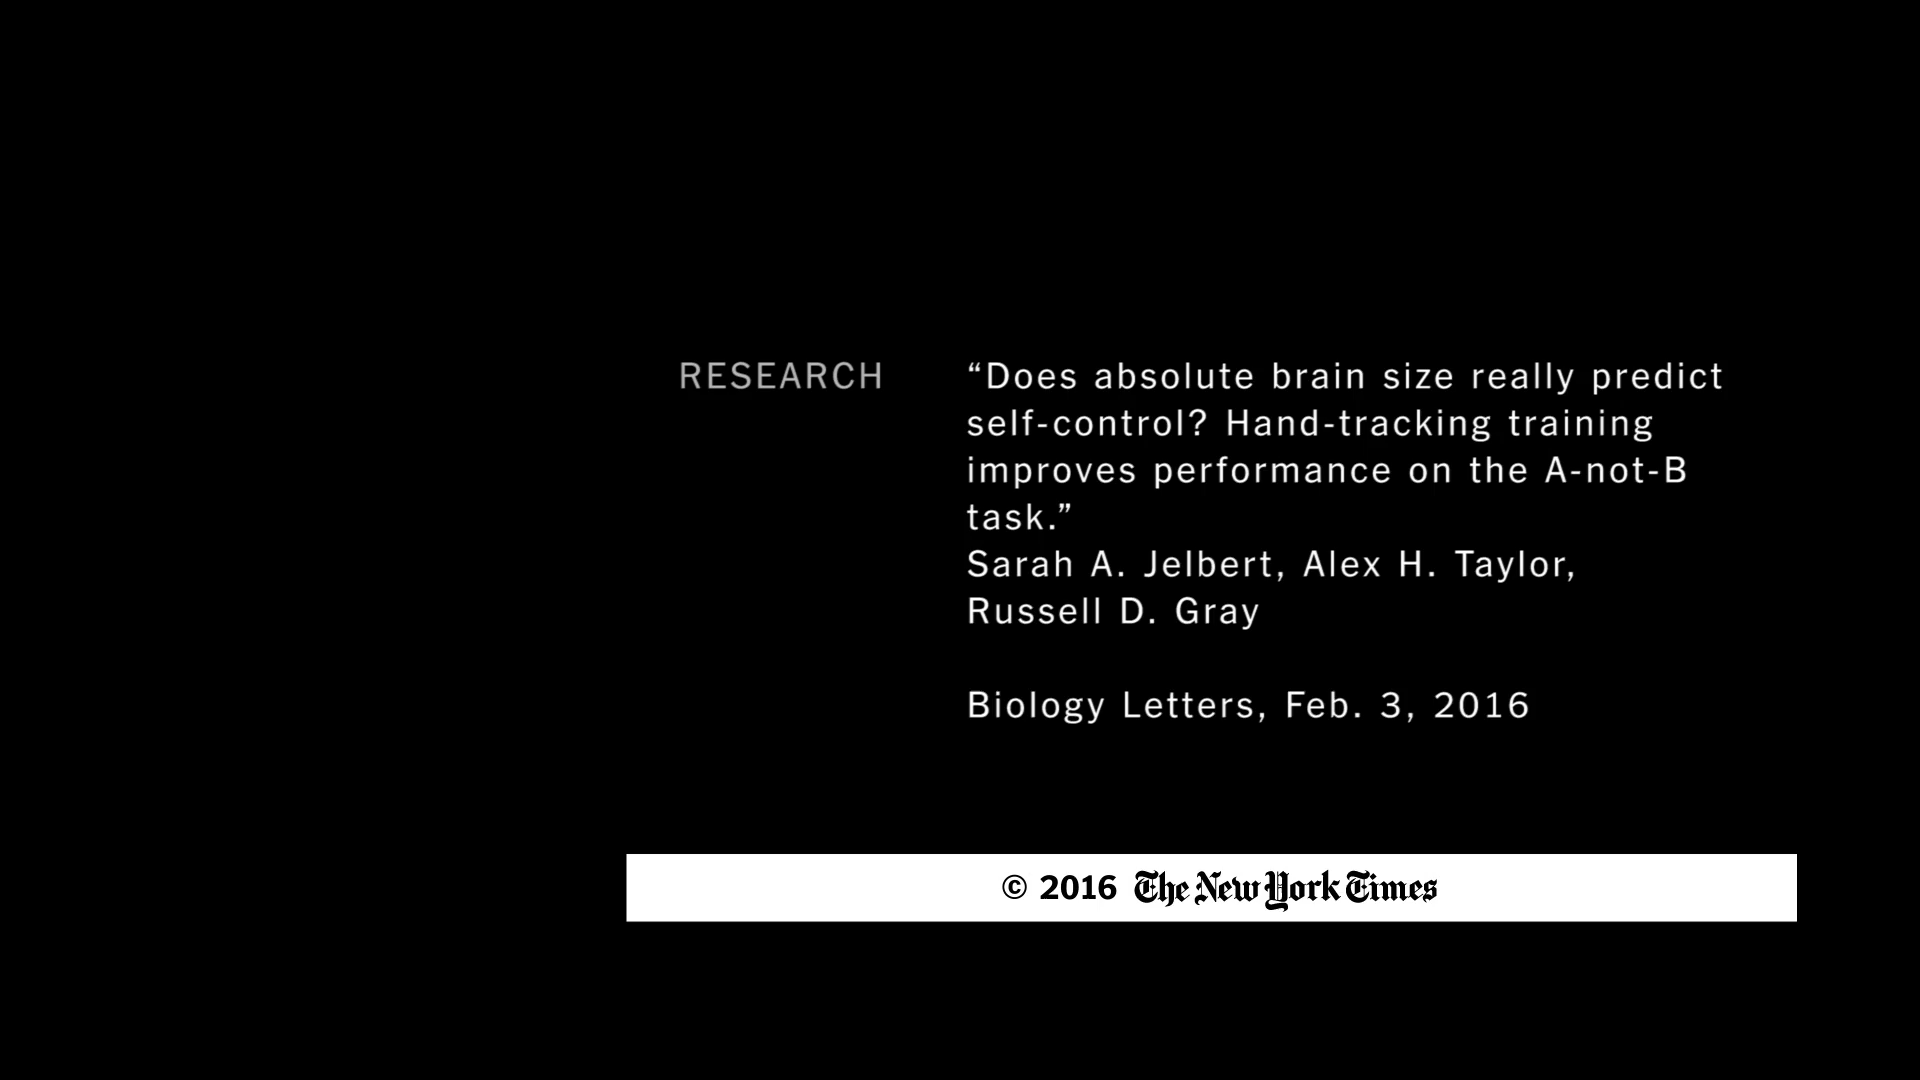 RESEARCH
“Does absolute brain size really predict
self-control? Hand-tracking training
improves performance on the A-not-B
task.”
Sarah A. Jelbert, Alex H. Taylor,
Russell D. Gray
Biology Letters, Feb. 3, 2016
© 2016 The New York Times